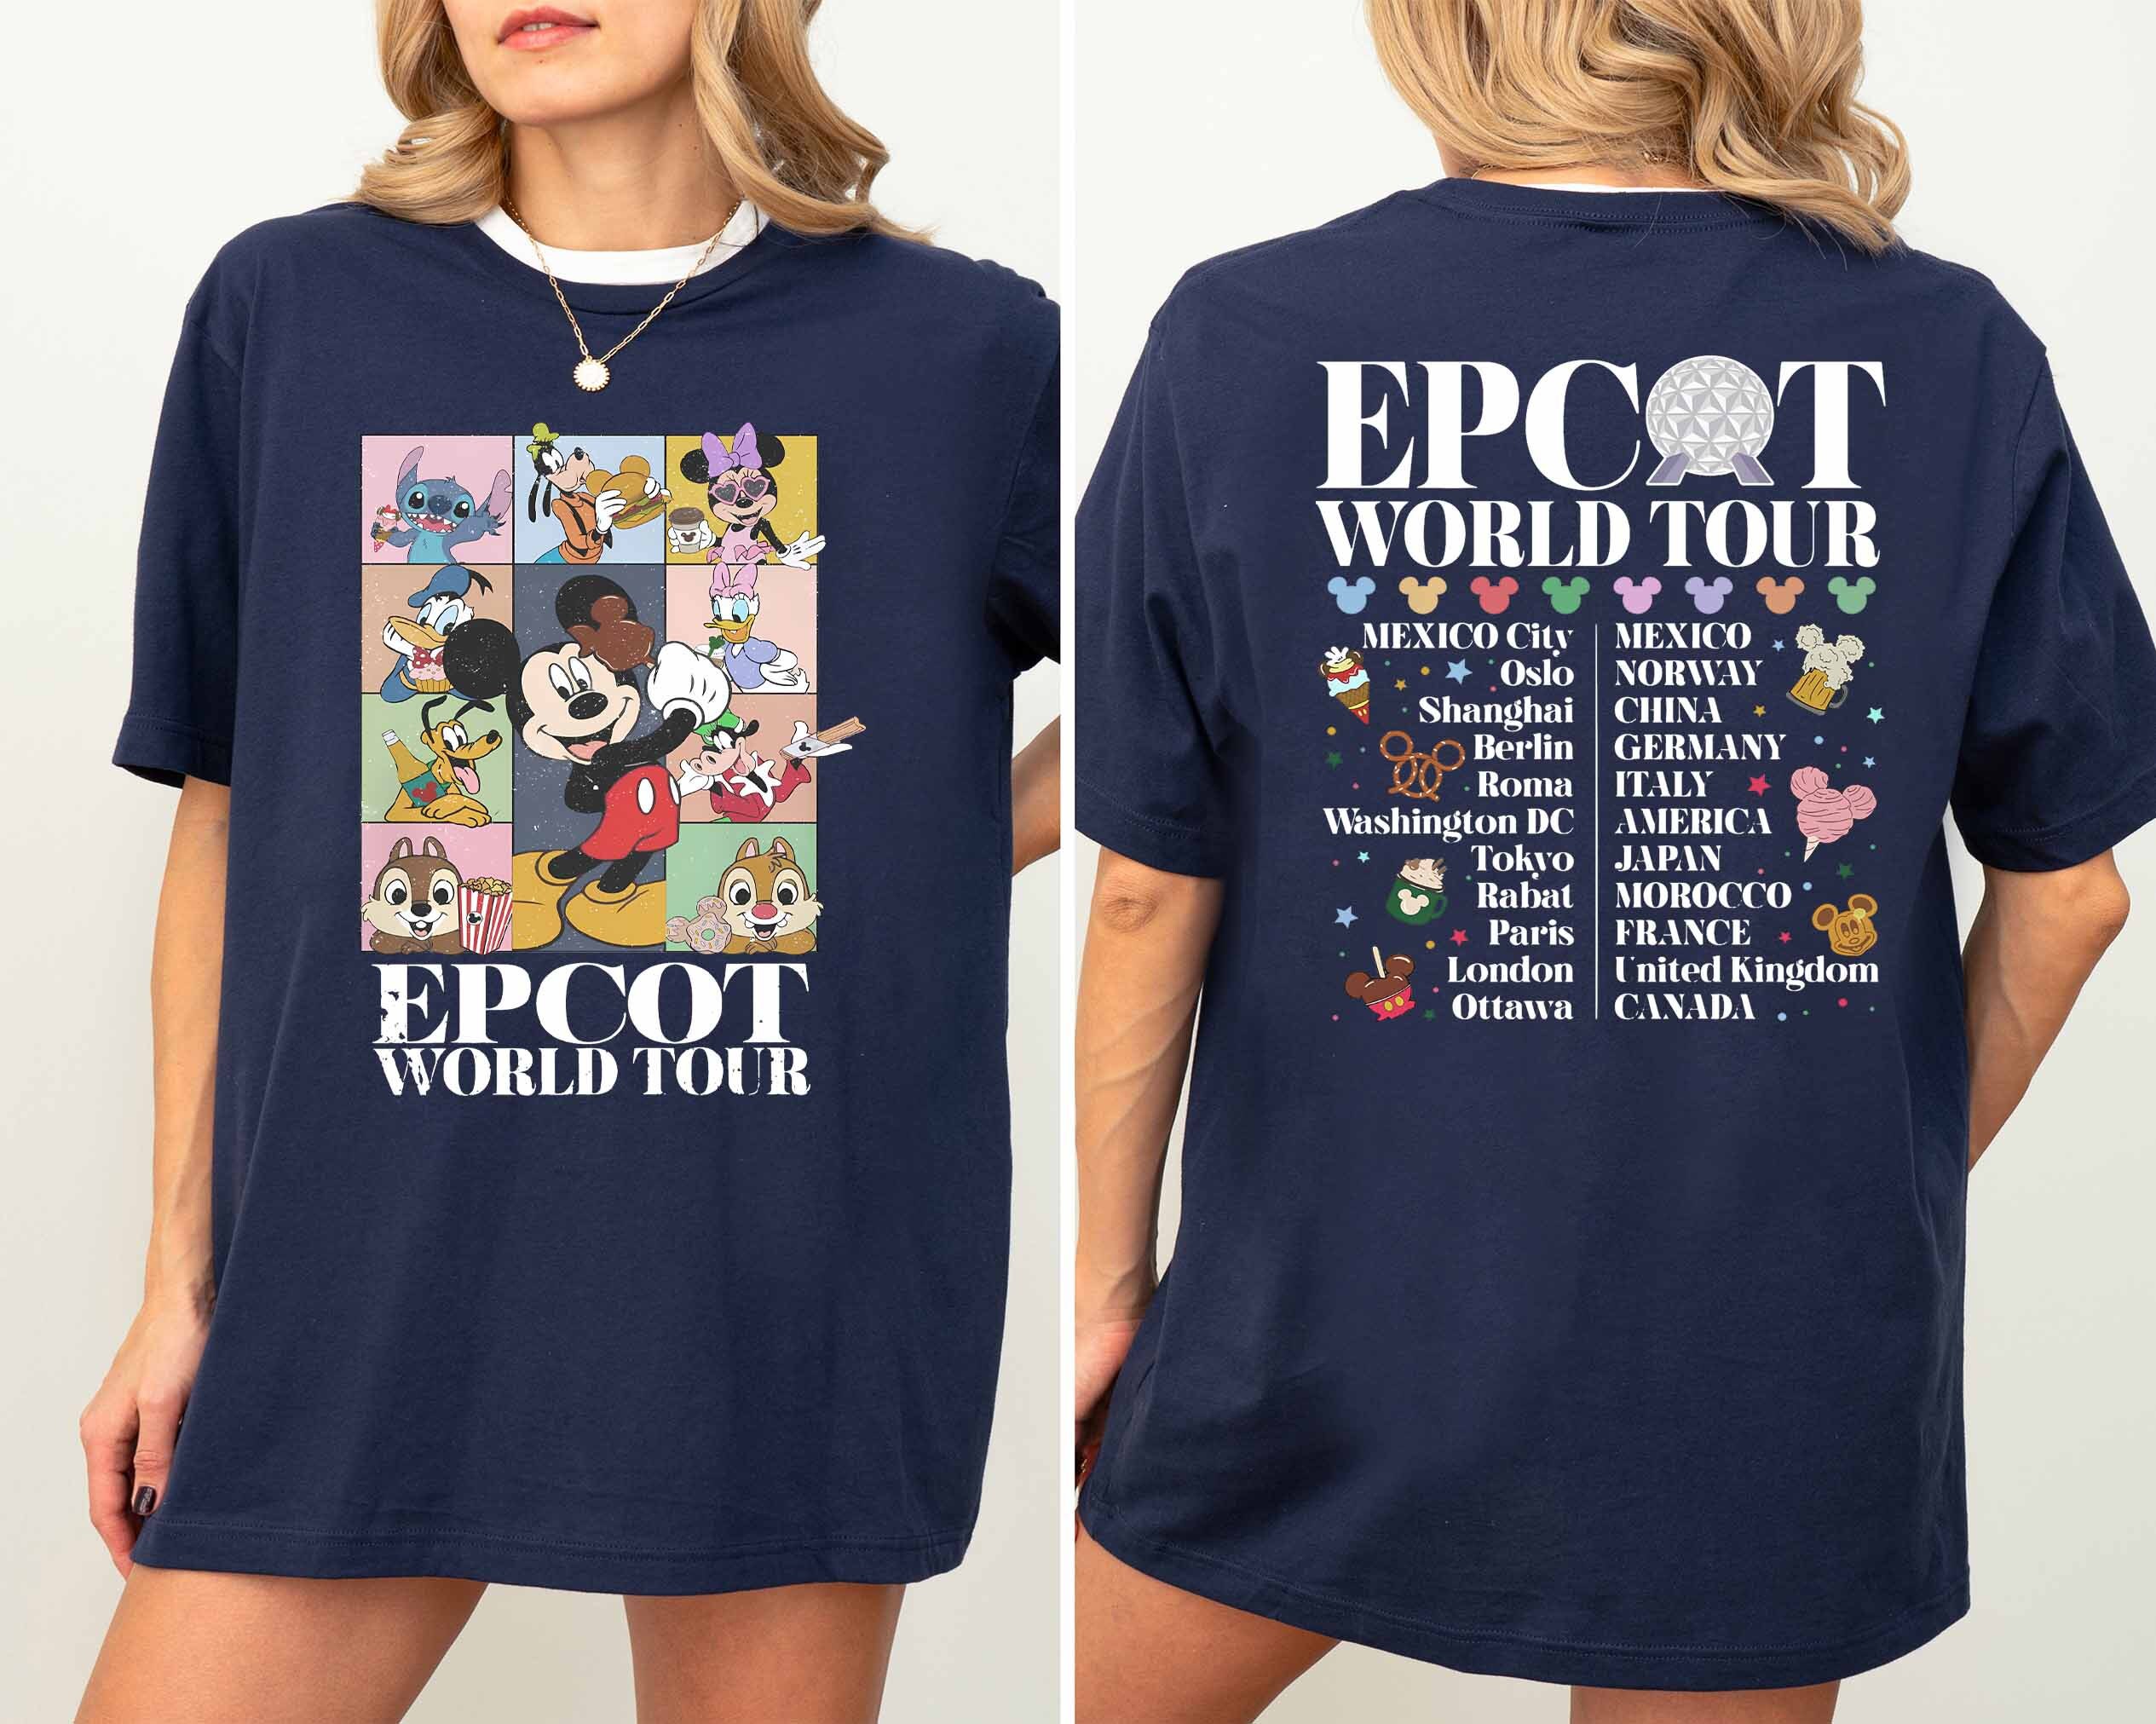 EPCOT
WORLD TOUR
EPCOT
WORLD TOUR
MEXICO City MEXICO
Oslo NORWAY
Shanghai CHINA
Berlin GERMANY
Roma ITALY
Washington DC AMERICA
Tokyo JAPAN
Rabat MOROCCO
Paris FRANCE
London United Kingdom
Ottawa CANADA